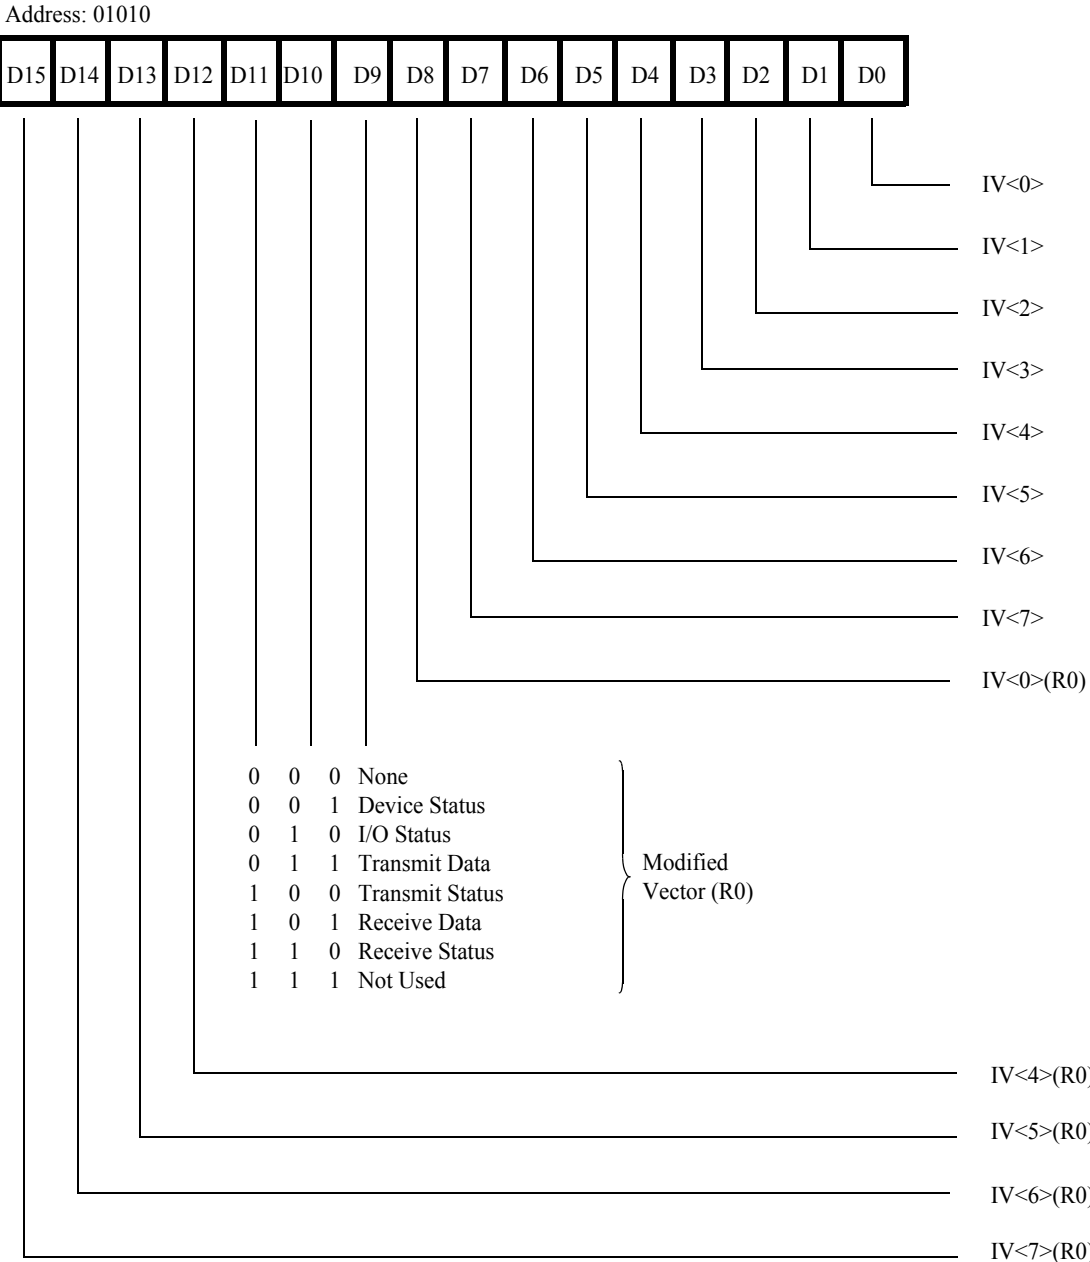 Address: 01010
D15 D14 D13 D12 D11 D10 D9 D8 D7 D6 D5 D4 D3 D2 D1 D0
IV<0>
IV<1>
IV<2>
IV<3>
IV<4>
IV<5>
IV<6>
IV<7>
IV<0>(R0)
0 0 0 None
0 0 1 Device Status
0 1 0 I/O Status
0 1 1 Transmit Data
1 0 0 Transmit Status
1 0 1 Receive Data
1 1 0 Receive Status
1 1 1 Not Used
Modified
Vector (R0)
IV<4>(R0)
IV<5>(R0)
IV<6>(R0)
IV<7>(R0)